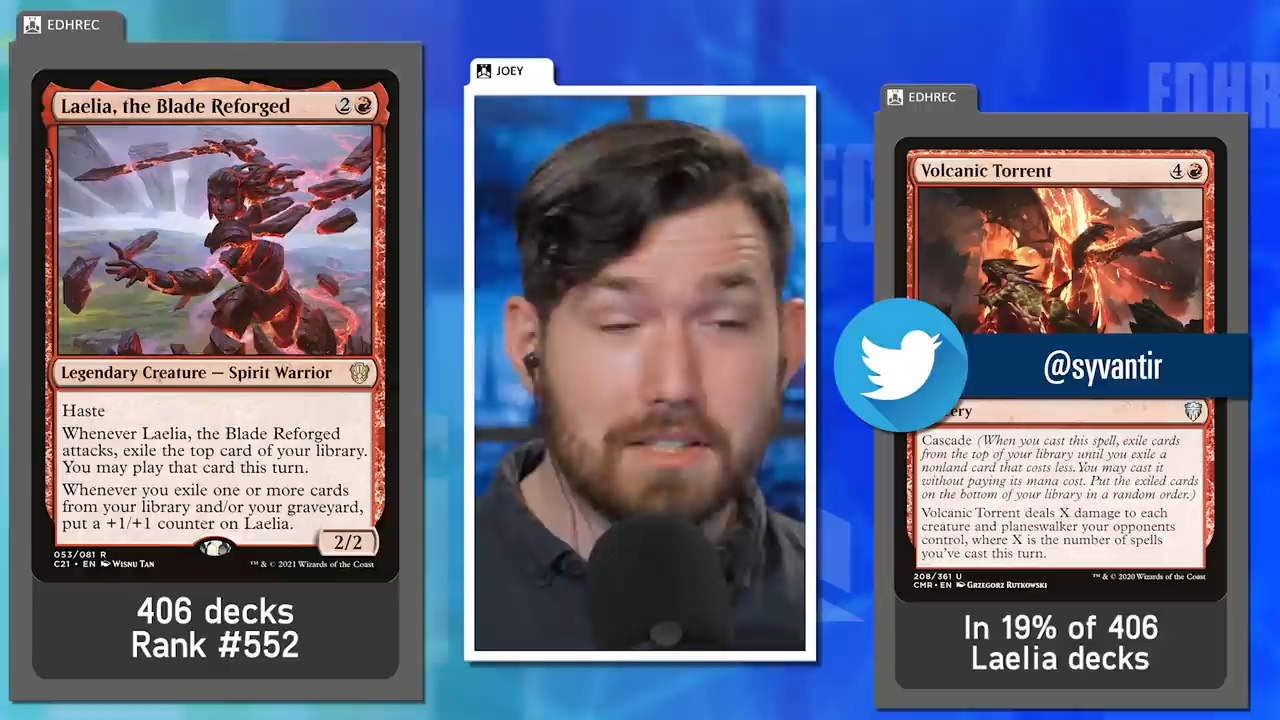 EDHREC
Laelia, the Blade Reforged 2
Legendary Creature — Spirit Warrior
Haste
Whenever Laelia, the Blade Reforged
attacks, exile the top card of your library.
You may play that card this turn.
Whenever you exile one or more cards
from your library and/or your graveyard,
put a +1/+1 counter on Laelia.
2/2
053/081 R
C21 • EN Wisnu Tan
™ & © 2021 Wizards of the Coast
406 decks
Rank #552
JOEY
EDHREC
Volcanic Torrent 4
@syvantir
Cascade (When you cast this spell, exile cards
from the top of your library until you exile a
nonland card that costs less. You may cast it
without paying its mana cost. Put the exiled cards
on the bottom of your library in a random order.)
Volcanic Torrent deals X damage to each
creature and planeswalker your opponents
control, where X is the number of spells
you've cast this turn.
208/361 U
CMR • EN Grzegorz Rutkowski
™ & © 2020 Wizards of the Coast
In 19% of 406
Laelia decks